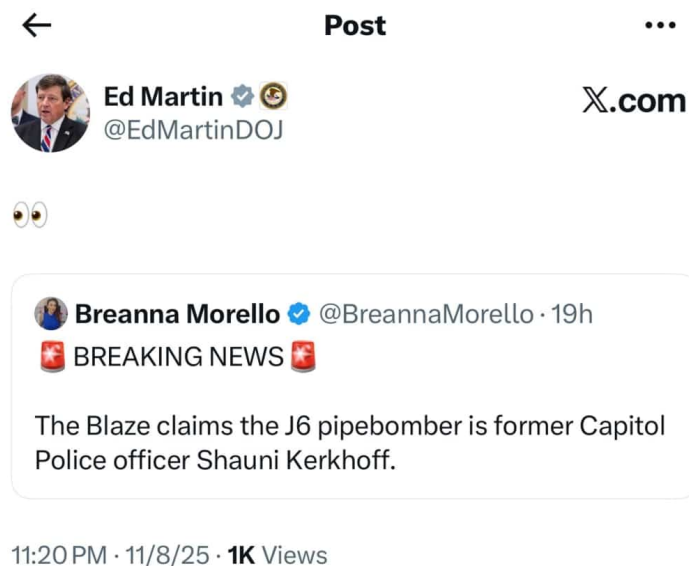 Post
Ed Martin
@EdMartinDOJ
X.com
👀
Breanna Morello @BreannaMorello · 19h
🚨 BREAKING NEWS 🚨
The Blaze claims the J6 pipebomber is former Capitol
Police officer Shauni Kerkhoff.
11:20 PM · 11/8/25 · 1K Views